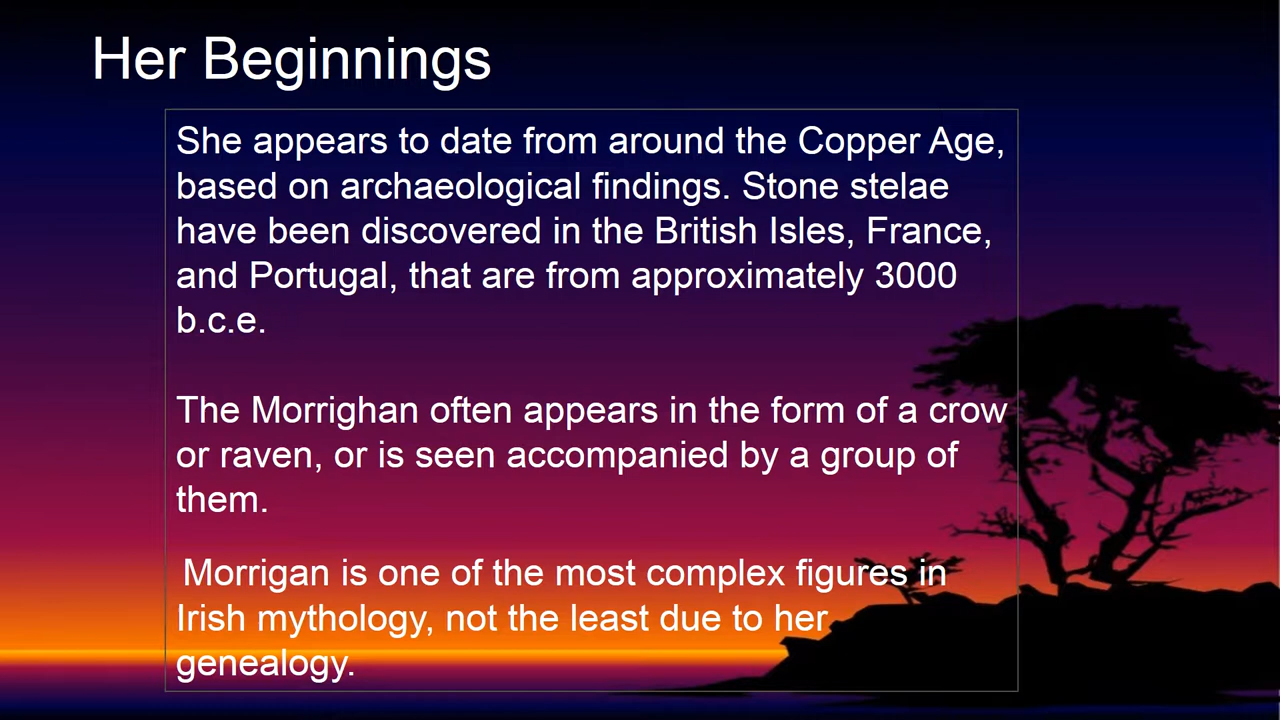 Her Beginnings
She appears to date from around the Copper Age,
based on archaeological findings. Stone stelae
have been discovered in the British Isles, France,
and Portugal, that are from approximately 3000
b.c.e.
The Morrighan often appears in the form of a crow
or raven, or is seen accompanied by a group of
them.
Morrigan is one of the most complex figures in
Irish mythology, not the least due to her
genealogy.